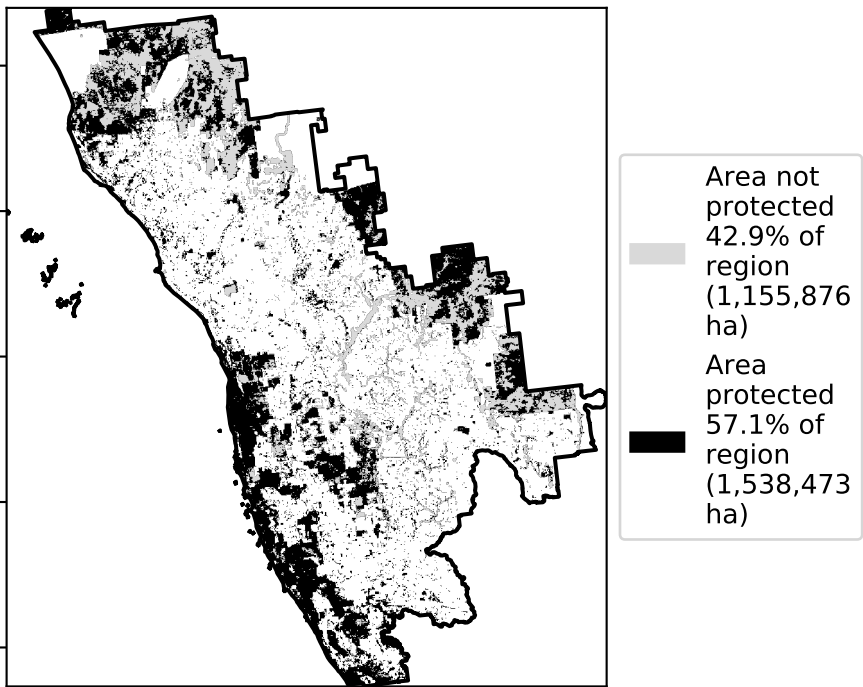 Area not
protected
42.9% of
region
(1,155,876
ha)
Area
protected
57.1% of
region
(1,538,473
ha)